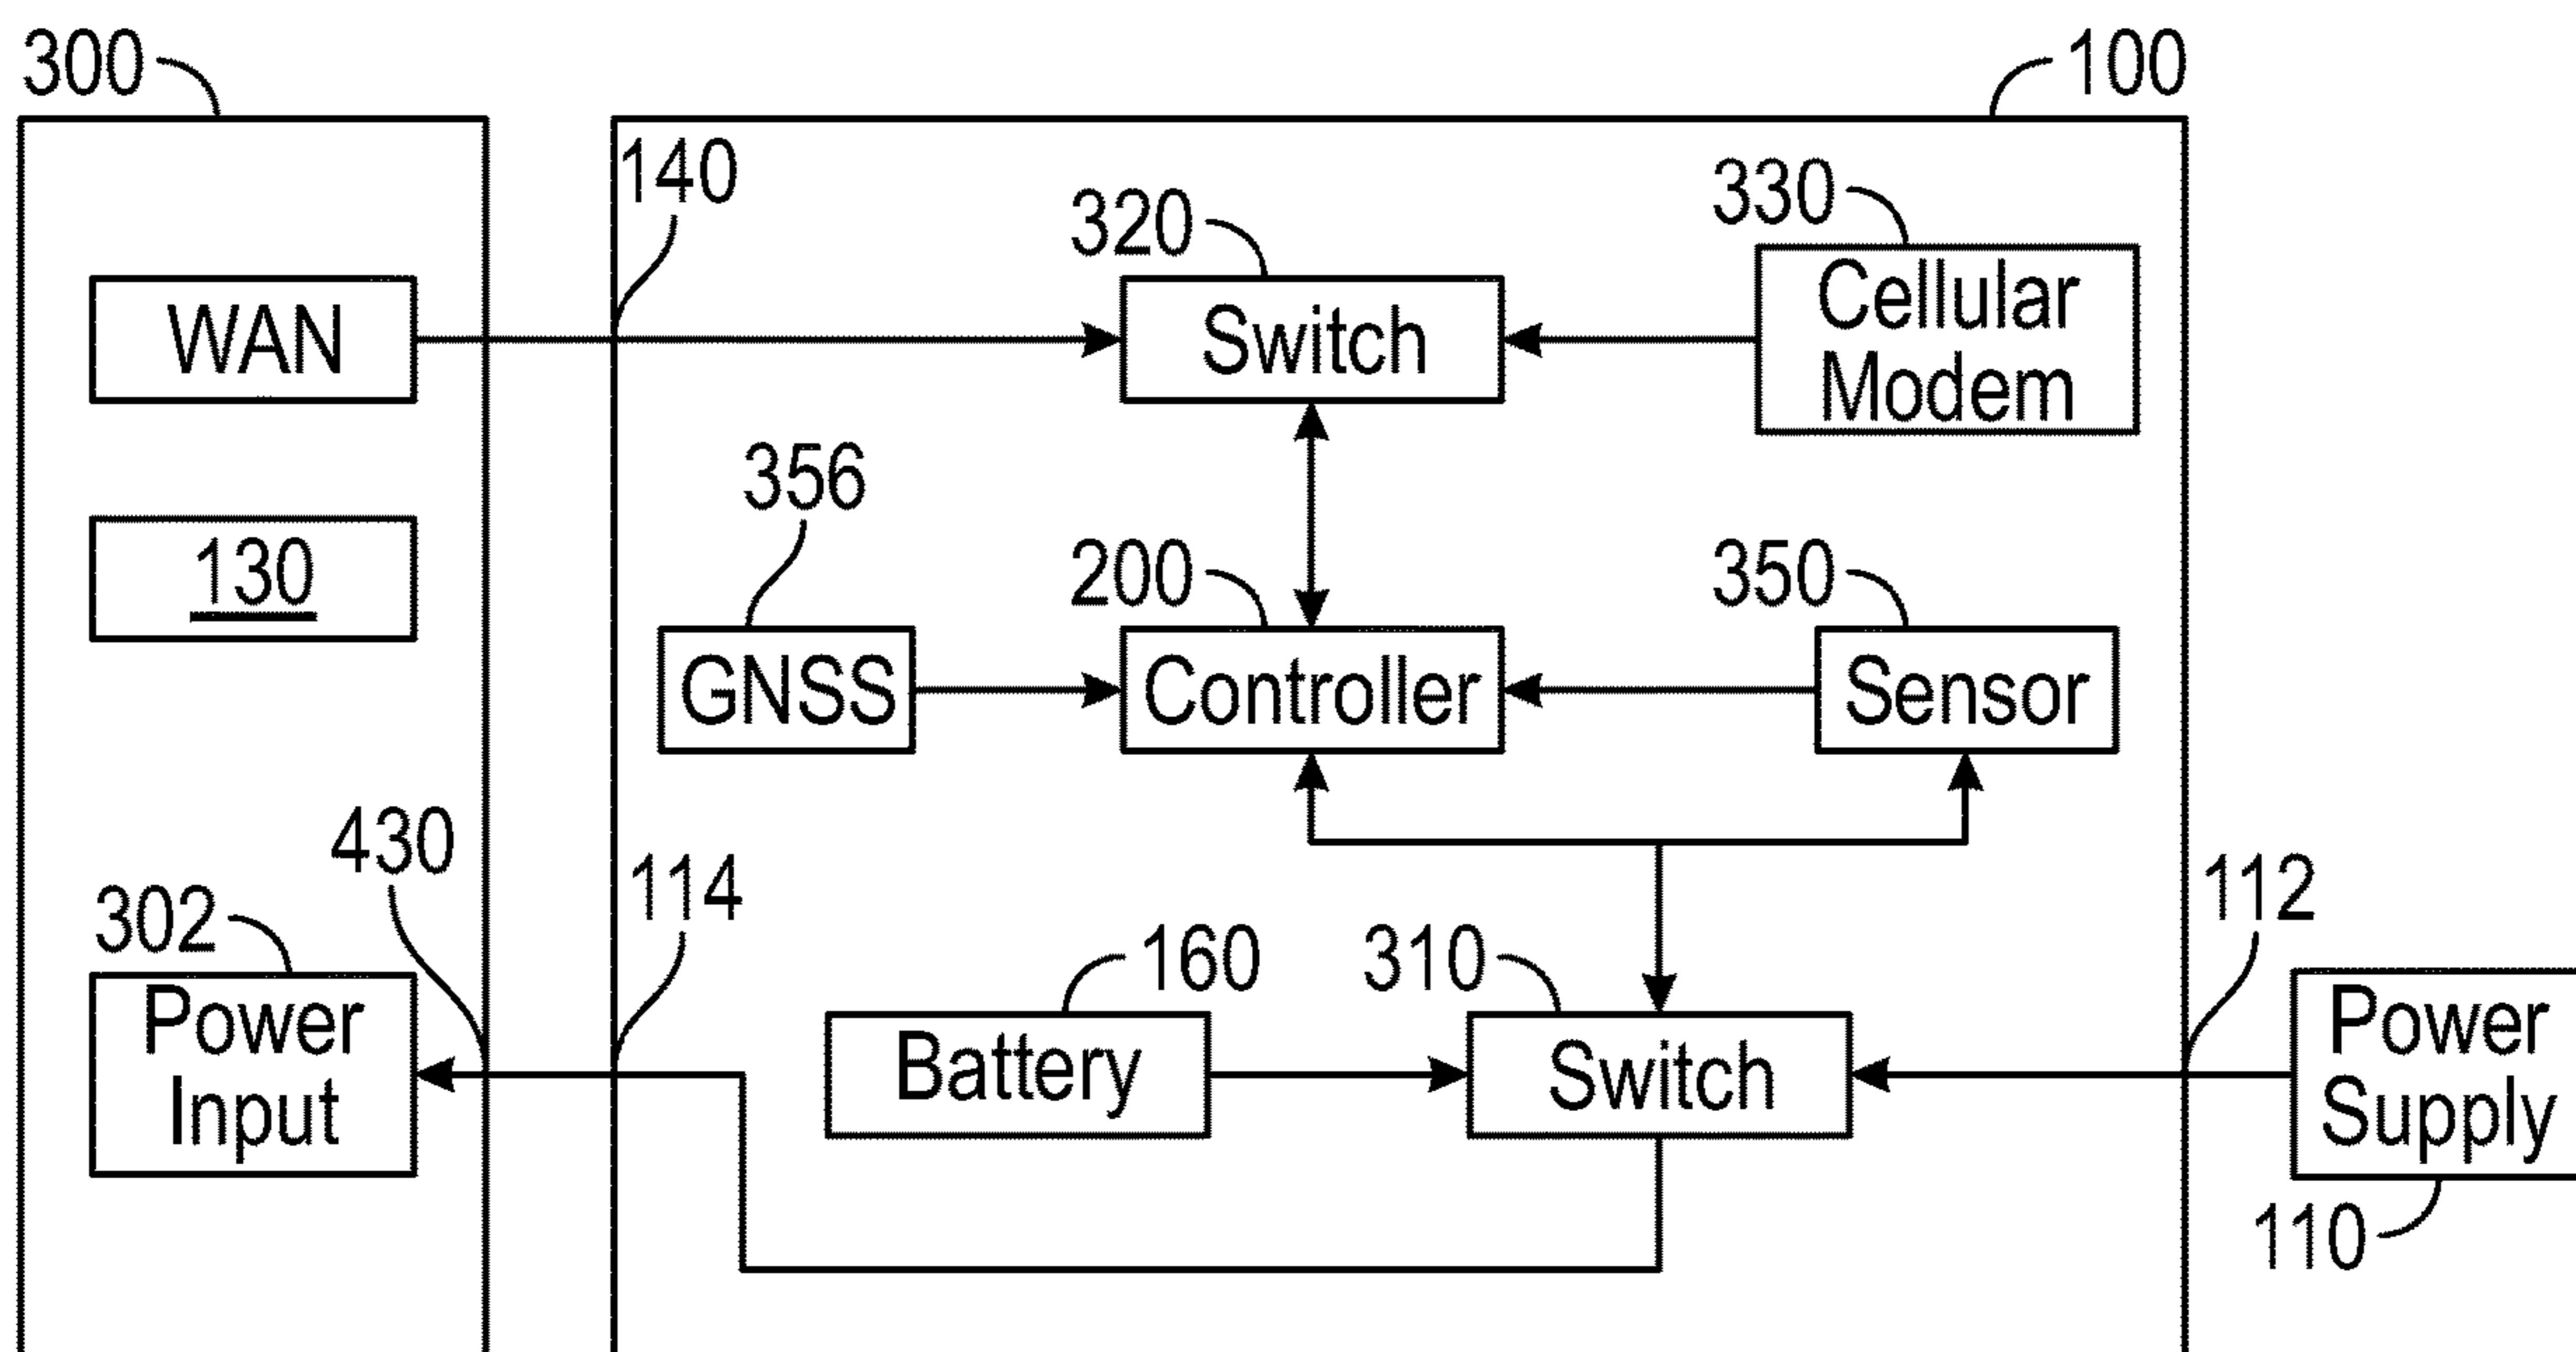 300
100
140
320
330
WAN
Switch
Cellular
Modem
356
130
200
350
GNSS
Controller
Sensor
430
114
112
302
160
310
Power
Input
Battery
Switch
Power
Supply
110